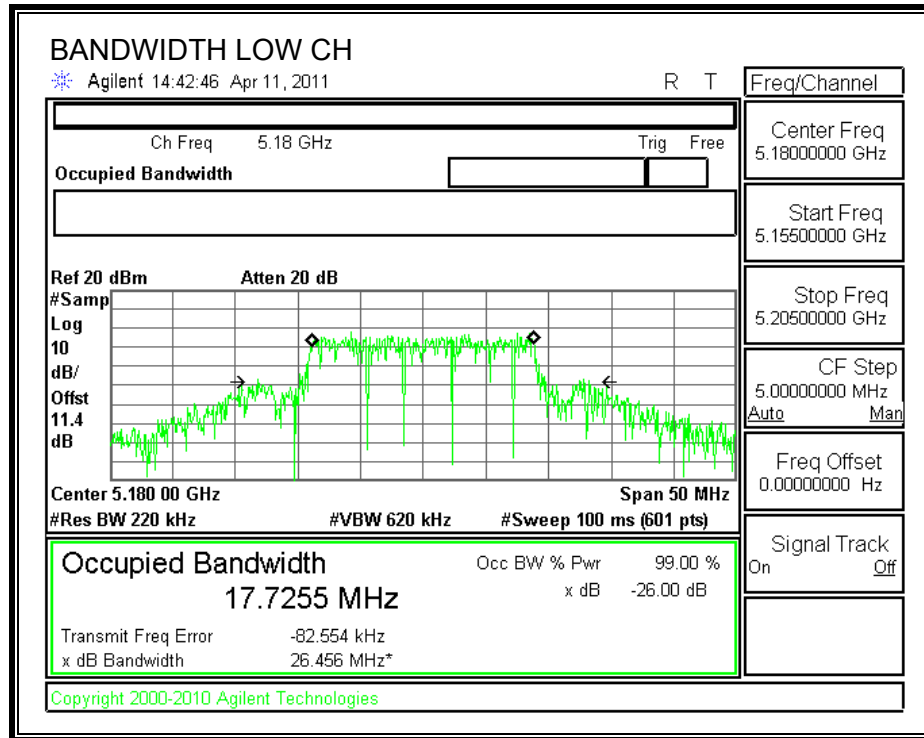 BANDWIDTH LOW CH
Agilent 14:42:46 Apr 11, 2011 R T
Freq/Channel
Ch Freq 5.18 GHz Trig Free
Occupied Bandwidth
Center Freq
5.18000000 GHz
Start Freq
5.15500000 GHz
Stop Freq
5.20500000 GHz
CF Step
5.00000000 MHz
Auto Man
Freq Offset
0.00000000 Hz
Signal Track
On Off
Ref 20 dBm Atten 20 dB
#Samp
Log
10
dB/
Offst
11.4
dB
Center 5.180 00 GHz Span 50 MHz
#Res BW 220 kHz #VBW 620 kHz #Sweep 100 ms (601 pts)
Occupied Bandwidth Occ BW % Pwr 99.00 %
17.7255 MHz x dB -26.00 dB
Transmit Freq Error -82.554 kHz
x dB Bandwidth 26.456 MHz*
Copyright 2000-2010 Agilent Technologies